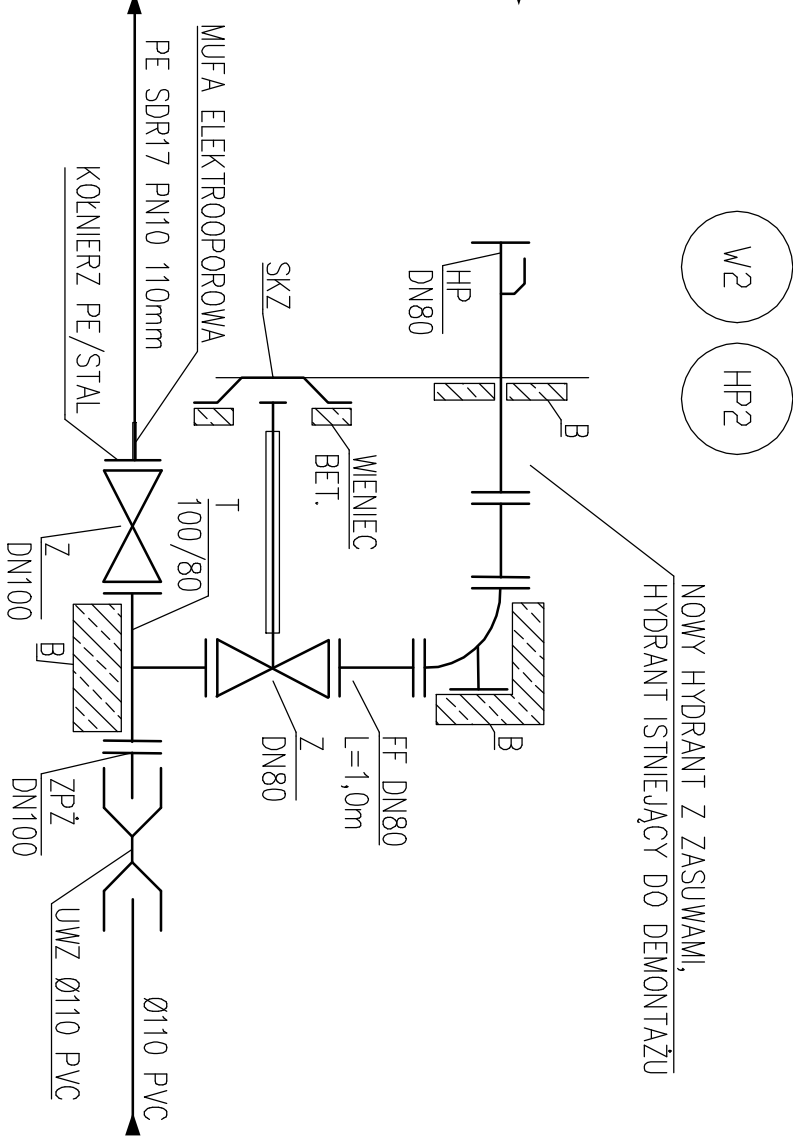 W2
HP2
NOWY HYDRANT Z ZASUWAMI,
HYDRANT ISTNIEJĄCY DO DEMONTAŻU
HP
DN80
B
SKZ
WIENIEC
BET.
B
FF DN80
L=1,0m
Z
DN80
MUFA ELEKTROOPOROWA
PE SDR17 PN10 110mm
KOŁNIERZ PE/STAL
T
100/80
Z
DN100
B
ZPŻ
DN100
UWZ Ø110 PVC
Ø110 PVC